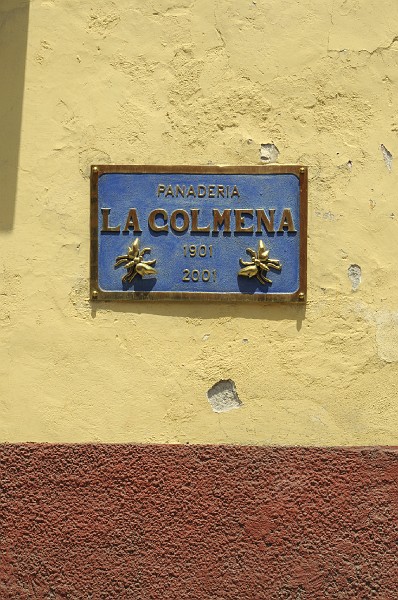 PANADERIA
LA COLMENA
1901
2001